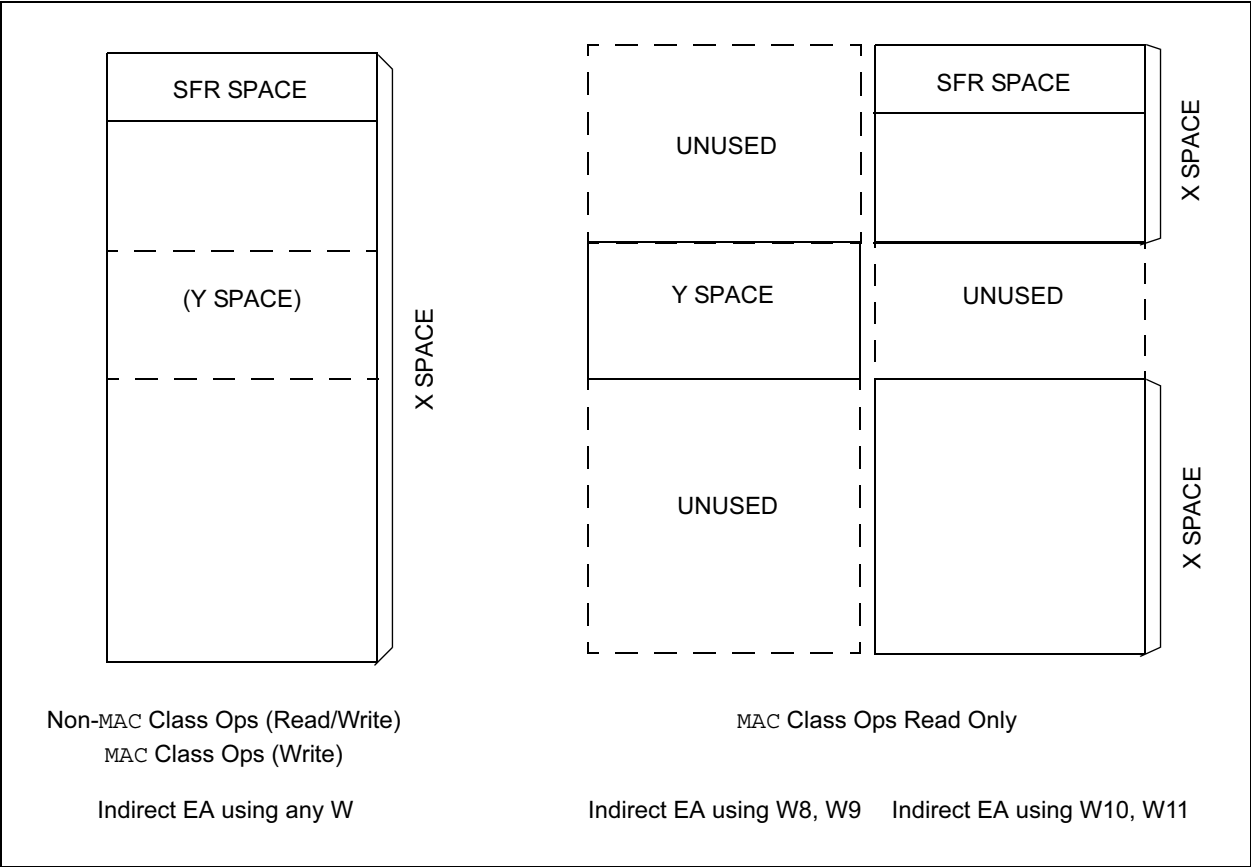 SFR SPACE
(Y SPACE)
X SPACE
Non-MAC Class Ops (Read/Write)
MAC Class Ops (Write)
Indirect EA using any W
UNUSED
Y SPACE
UNUSED
SFR SPACE
UNUSED
X SPACE
X SPACE
MAC Class Ops Read Only
Indirect EA using W8, W9
Indirect EA using W10, W11